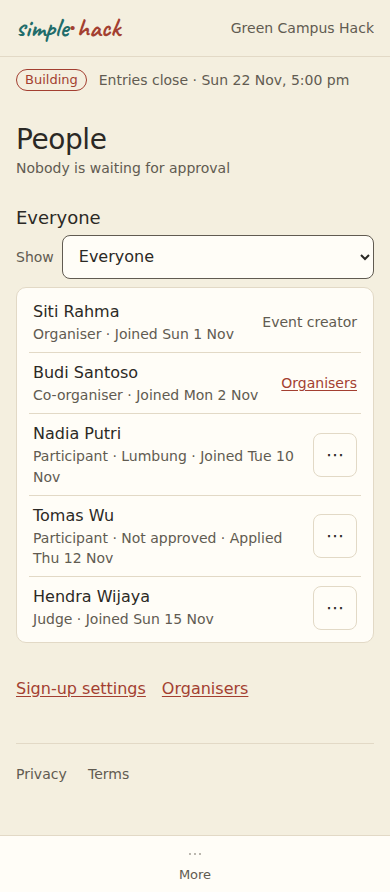 simple hack
Green Campus Hack
Building
Entries close · Sun 22 Nov, 5:00 pm
People
Nobody is waiting for approval
Everyone
Show
Everyone
Siti Rahma
Organiser · Joined Sun 1 Nov
Event creator
Budi Santoso
Co-organiser · Joined Mon 2 Nov
Organisers
Nadia Putri
Participant · Lumbung · Joined Tue 10
Nov
⋯
Tomas Wu
Participant · Not approved · Applied
Thu 12 Nov
⋯
Hendra Wijaya
Judge · Joined Sun 15 Nov
⋯
Sign-up settings
Organisers
Privacy
Terms
⋯
More